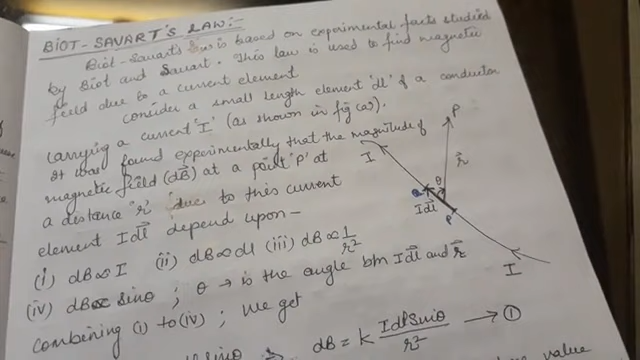 BIOT-SAVART'S LAW:-
Biot-Savart's law is based on experimental facts studied
by Biot and Savart. This law is used to find magnetic
field due to a current element
Consider a small length element 'dl' of a conductor
carrying a current 'I' (as shown in fig (a)).
It was found experimentally that the magnitude of
magnetic field (dB⃗) at a point 'P' at
a distance 'r' due to this current
element Idl⃗ depend upon-
(i) dB∝I (ii) dB∝dl (iii) dB∝1/r²
(iv) dB∝ sinθ ; θ → is the angle btn Idl⃗ and r⃗
Combining (i) to (iv) ; We get
dB = k Idlsinθ/r² → ①
P
r⃗
I
θ
Idl⃗
P
I
value